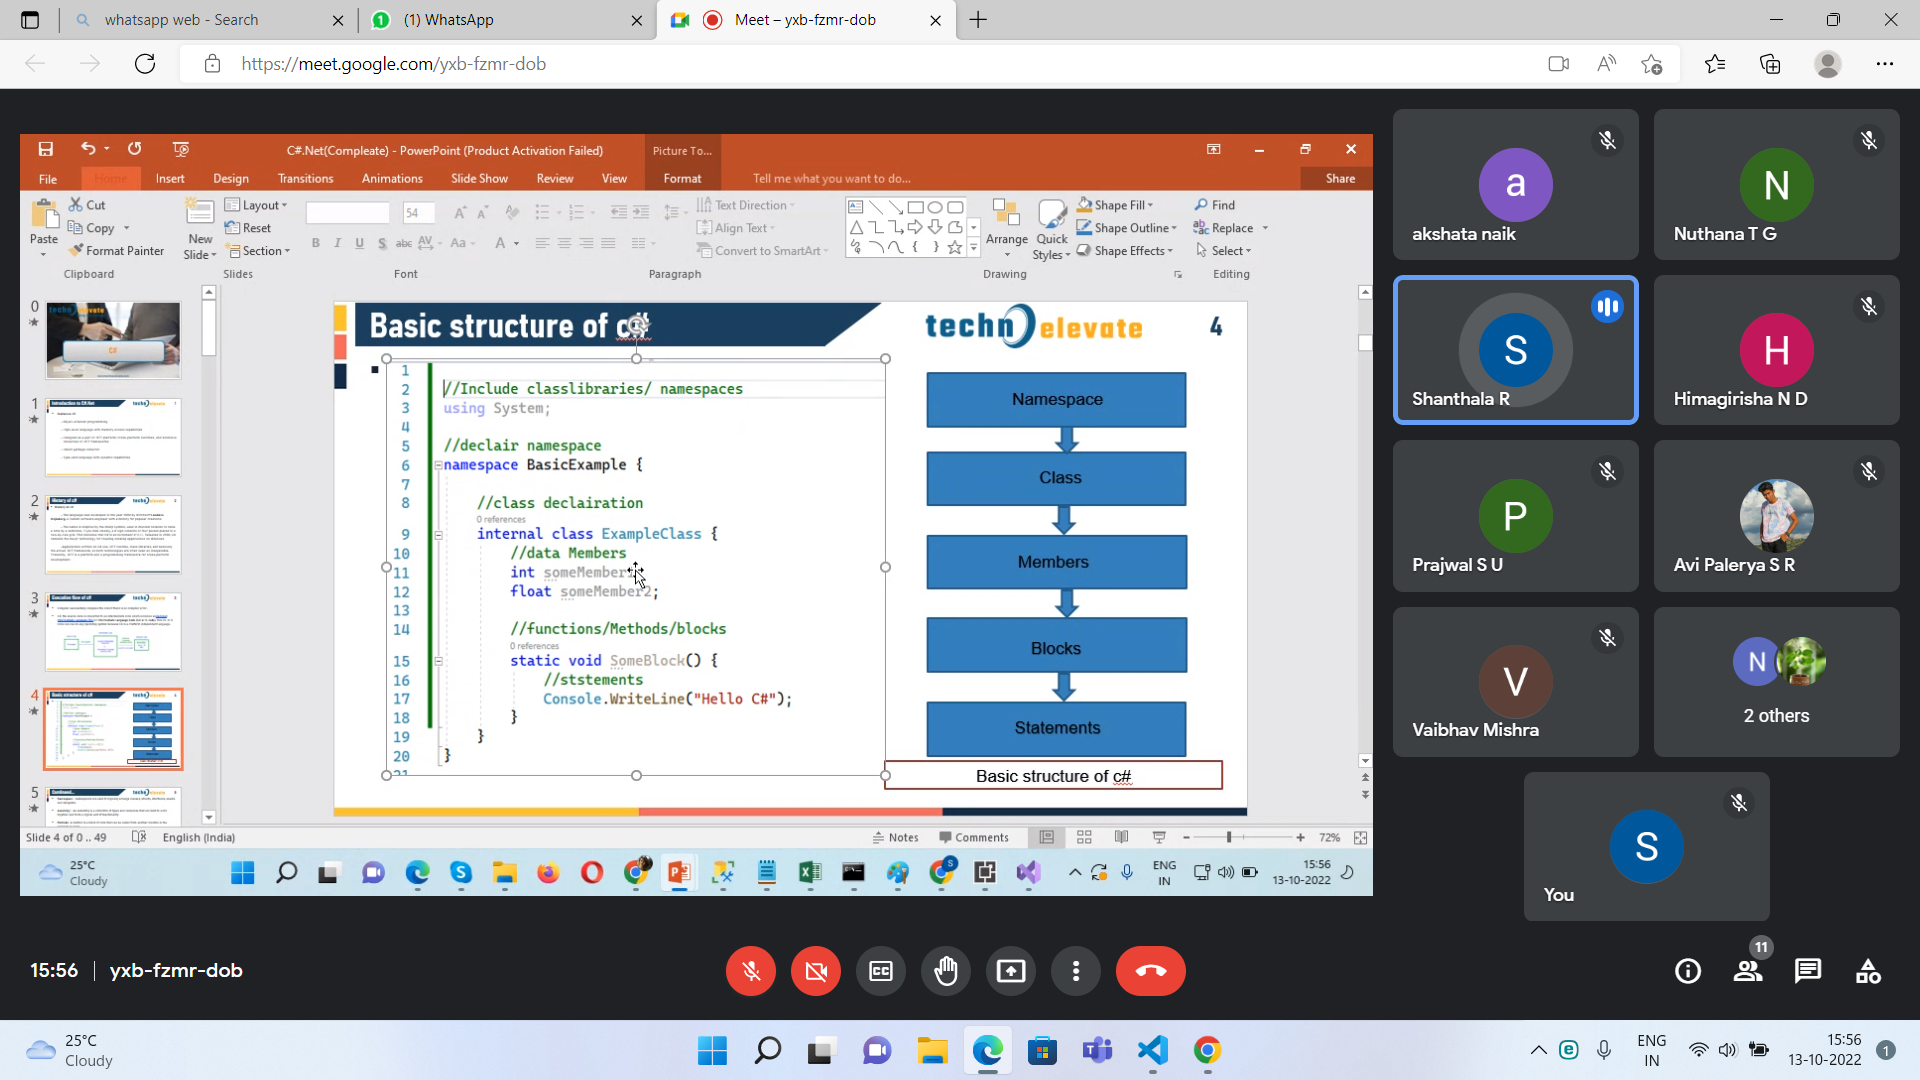 whatsapp web - Search
(1) WhatsApp
Meet – yxb-fzmr-dob
https://meet.google.com/yxb-fzmr-dob
C#.Net(Compleate) - PowerPoint (Product Activation Failed)
Picture To...
File
Home
Insert
Design
Transitions
Animations
Slide Show
Review
View
Format
Tell me what you want to do...
Share
Paste
Cut
Copy
Format Painter
Clipboard
New
Slide
Layout
Reset
Section
Slides
54
Font
Text Direction
Align Text
Convert to SmartArt
Paragraph
Arrange
Quick
Styles
Shape Fill
Shape Outline
Shape Effects
Drawing
Find
Replace
Select
Editing
0
1
2
3
4
5
Basic structure of c#
techno elevate
4
1
2 //Include classlibraries/ namespaces
3 using System;
4
5 //declair namespace
6 namespace BasicExample {
7
8 //class declairation
0 references
9 internal class ExampleClass {
10 //data Members
11 int someMember
12 float someMember2;
13
14 //functions/Methods/blocks
0 references
15 static void SomeBlock() {
16 //ststements
17 Console.WriteLine("Hello C#");
18 }
19 }
20 }
21
Namespace
Class
Members
Blocks
Statements
Basic structure of c#
Slide 4 of 0 .. 49
English (India)
Notes
Comments
72%
25°C
Cloudy
ENG
IN
15:56
13-10-2022
a
akshata naik
N
Nuthana T G
S
Shanthala R
H
Himagirisha N D
P
Prajwal S U
Avi Palerya S R
V
Vaibhav Mishra
N
2 others
S
You
15:56 | yxb-fzmr-dob
11
25°C
Cloudy
ENG
IN
15:56
13-10-2022
1